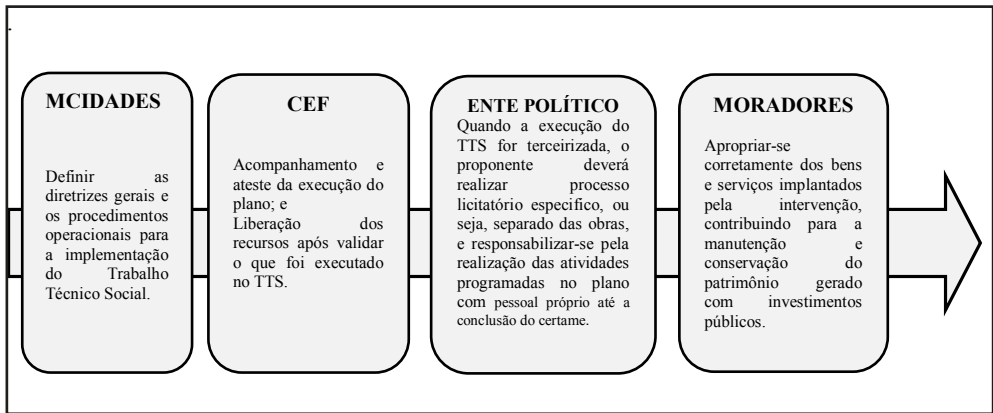 MCIDADES
Definir as
diretrizes gerais e
os procedimentos
operacionais para
a implementação
do Trabalho
Técnico Social.
CEF
Acompanhamento e
ateste da execução do
plano; e
Liberação dos
recursos após validar
o que foi executado
no TTS.
ENTE POLÍTICO
Quando a execução do
TTS for terceirizada, o
proponente deverá
realizar processo
licitatório especifico, ou
seja, separado das obras,
e responsabilizar-se pela
realização das atividades
programadas no plano
com pessoal próprio até a
conclusão do certame.
MORADORES
Apropriar-se
corretamente dos bens
e serviços implantados
pela intervenção,
contribuindo para a
manutenção e
conservação do
patrimônio gerado
com investimentos
públicos.